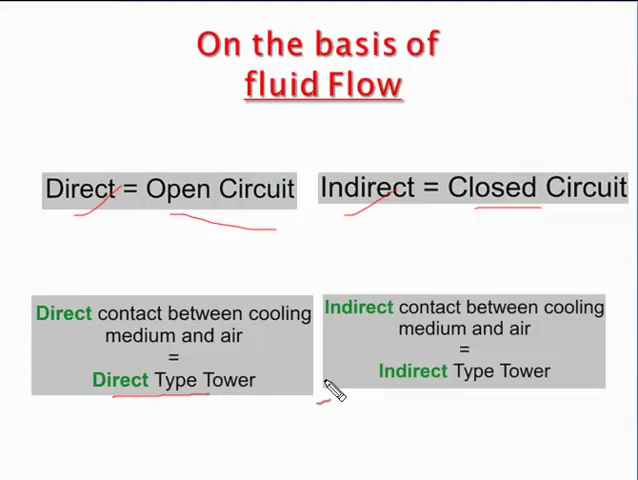 On the basis of
fluid Flow
Direct = Open Circuit
Indirect = Closed Circuit
Direct contact between cooling
medium and air
=
Direct Type Tower
Indirect contact between cooling
medium and air
=
Indirect Type Tower